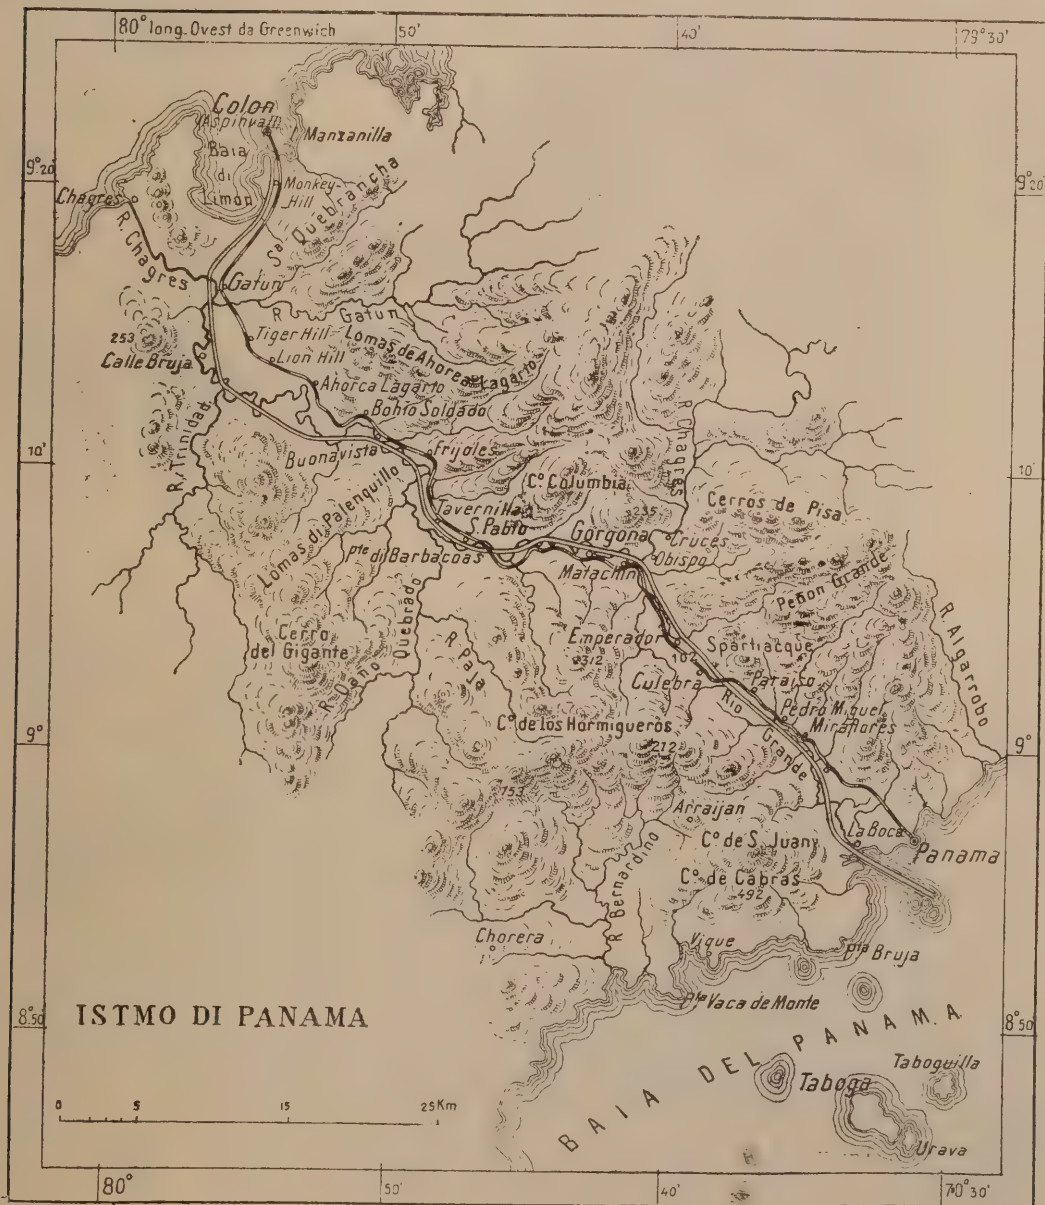 80° long. Ovest da Greenwich
50'
40'
79° 30'
Colon
(Aspinvall)
Manzanilla
Baia
di
Limon
9° 20'
9° 20'
Monkey-
Hill
Chagres
R. Chagres
Sª Quebrancha
Gatun
R. Gatun
253
Tiger Hill
Lomas de Ahorca Lagarto
Calle Bruja
Lion Hill
Ahorca Lagarto
R. Trinidad
Bohio Soldado
R. Chagres
10'
10'
Buonavista
Frijoles
Cº Columbia
Cerros de Pisa
Lomas di Palenquillo
Tavernilla
235
S. Pablo
Gorgona
Cruces
Pte di Barbacoas
Obispo
Matachin
Peñon Grande
R. Algarrobo
Cerro
del Gigante
R. Dano Quebrado
R. Paja
Emperador
Spartiacque
312
102
Culebra
Paraiso
Rio Grande
Pedro Miguel
Miraflores
Cº de los Hormigueros
212
9°
9°
153
Arraijan
La Boca
Cº de S. Juan
Panama
R. Bernardino
Cº de Cabras
492
Chorera
Vique
Pta Bruja
Pta Vaca de Monte
ISTMO DI PANAMA
8° 50
8° 50'
BAIA DEL PANAMA
Taboguilla
Taboga
0 5 15 25 Km
Urava
80°
50'
40'
70° 30'